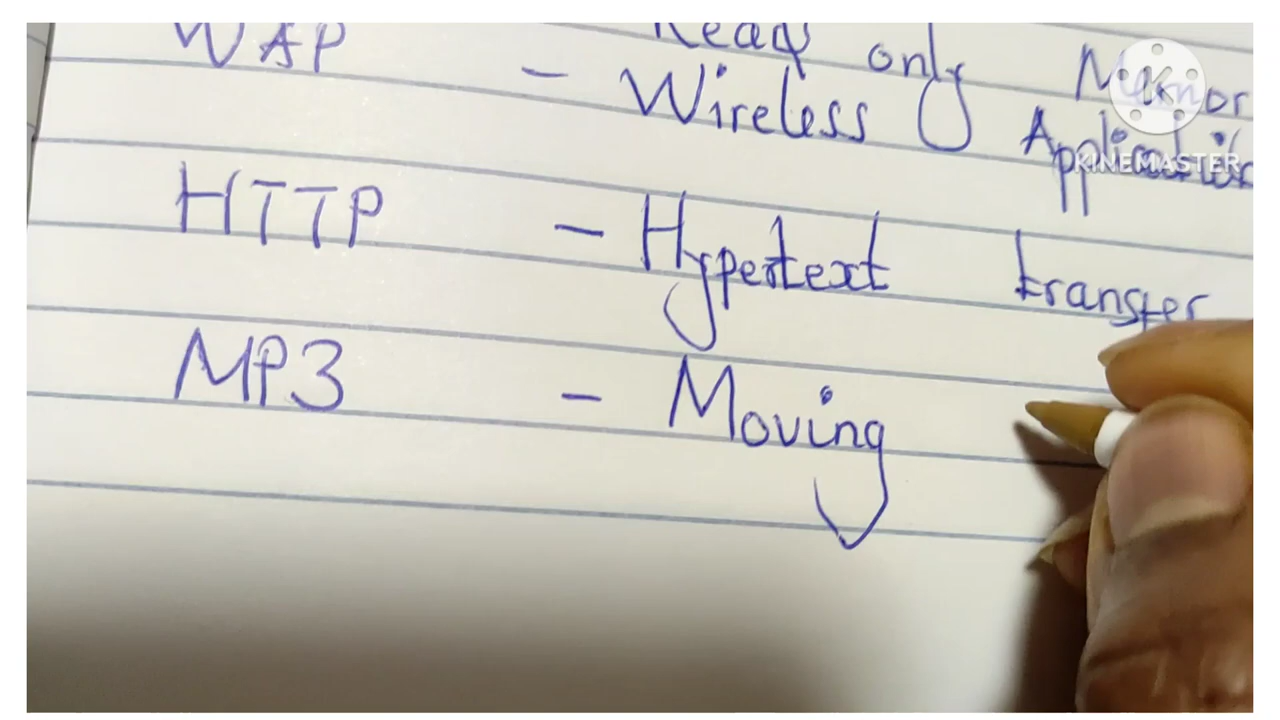 Read only Memor
WAP - Wireless Application
HTTP - Hypertext transfer
MP3 - Moving
KINEMASTER